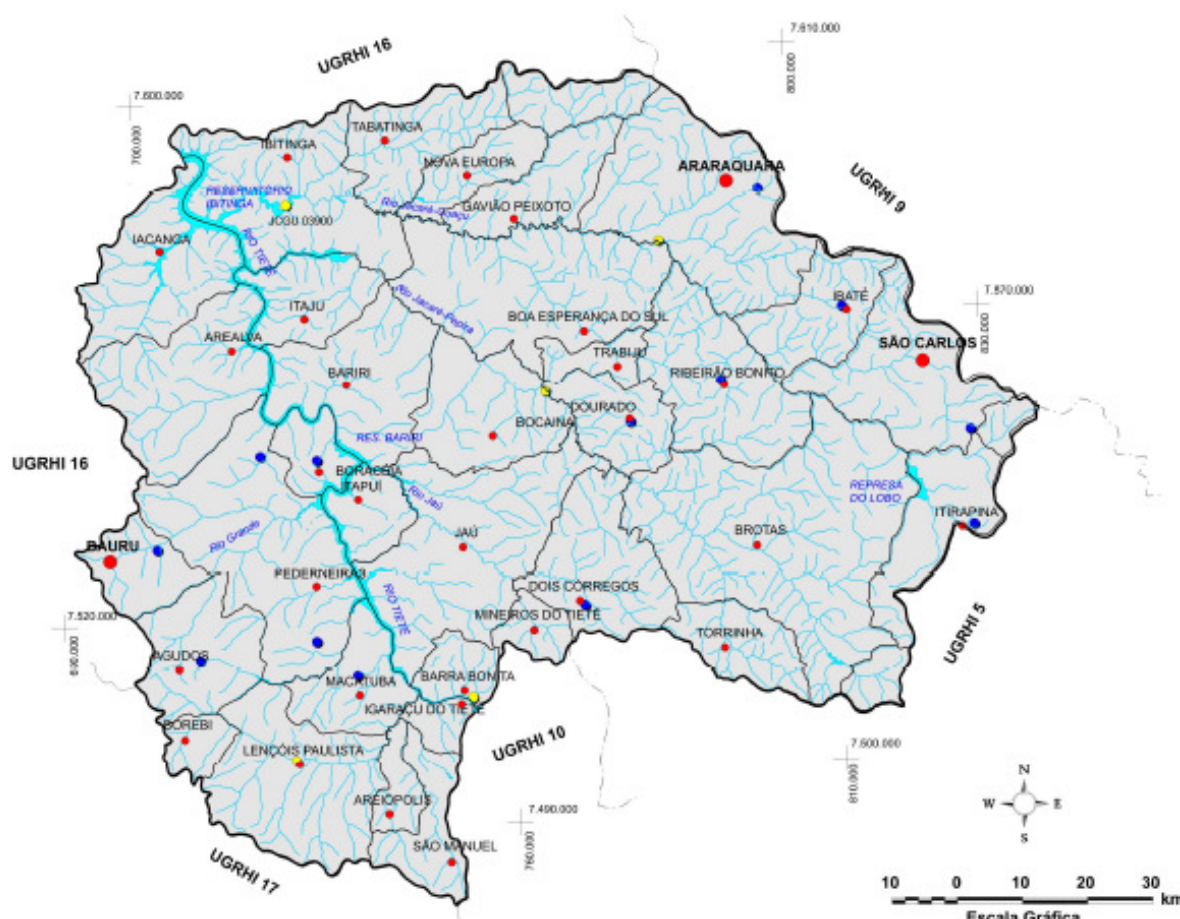 7.610.000
800.000
UGRHI 16
7.600.000
700.000
TABATINGA
IBITINGA
NOVA EUROPA
ARARAQUARA
UGRHI 9
RESERVATÓRIO
IBITINGA
Rio Jacaré-Guaçu
GAVIÃO PEIXOTO
JCGU 03900
IACANGA
RIO TIETÊ
Rio Jacaré-Pepira
IBATÉ
7.570.000
830.000
ITAJU
BOA ESPERANÇA DO SUL
AREALVA
TRABIJU
SÃO CARLOS
BARIRI
RIBEIRÃO BONITO
DOURADO
BOCAINA
RES. BARIRI
UGRHI 16
BORACÉIA
ITAPUÍ
Rio Jaú
REPRESA
DO LOBO
ITIRAPINA
Rio Grande
JAÚ
BROTAS
BAURU
PEDERNEIRAS
DOIS CÓRREGOS
RIO TIETÊ
MINEIROS DO TIETÊ
7.520.000
TORRINHA
UGRHI 5
AGUDOS
MACATUBA
BARRA BONITA
IGARAÇU DO TIETÊ
BOREBI
UGRHI 10
LENÇÓIS PAULISTA
7.500.000
810.000
N
W
E
S
AREIÓPOLIS
7.490.000
760.000
SÃO MANUEL
UGRHI 17
10 0 10 20 30
km
Escala Gráfica